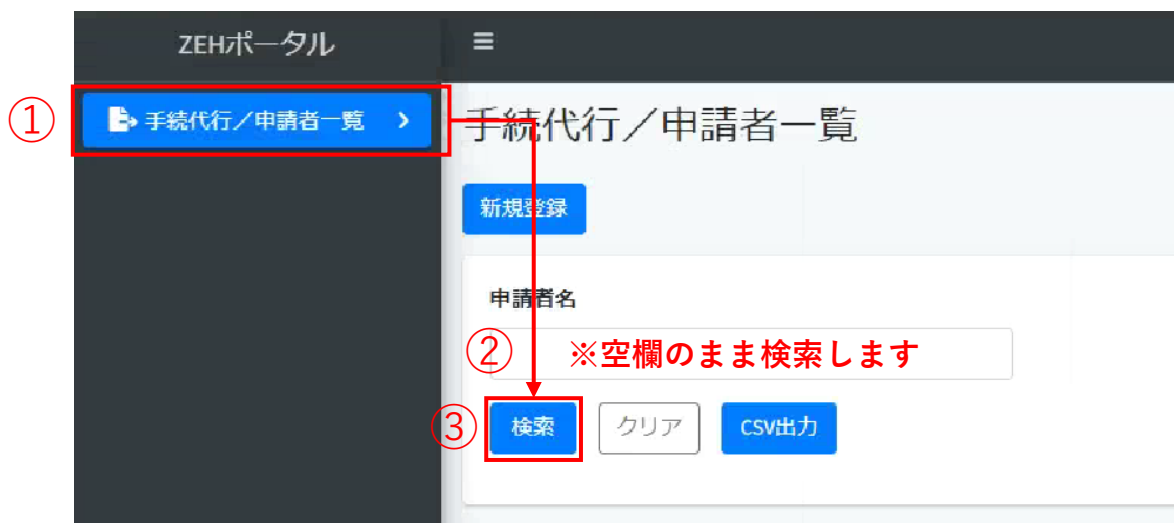 ZEHポータル
① 手続代行／申請者一覧
手続代行／申請者一覧
新規登録
申請者名
② ※空欄のまま検索します
③ 検索 クリア CSV出力